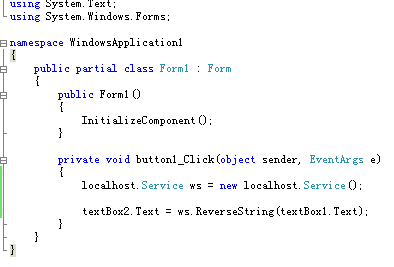 using System.Text;
using System.Windows.Forms;
namespace WindowsApplication1
{
public partial class Form1 : Form
{
public Form1()
{
InitializeComponent();
}
private void button1_Click(object sender, EventArgs e)
{
localhost.Service ws = new localhost.Service();
textBox2.Text = ws.ReverseString(textBox1.Text);
}
}
}